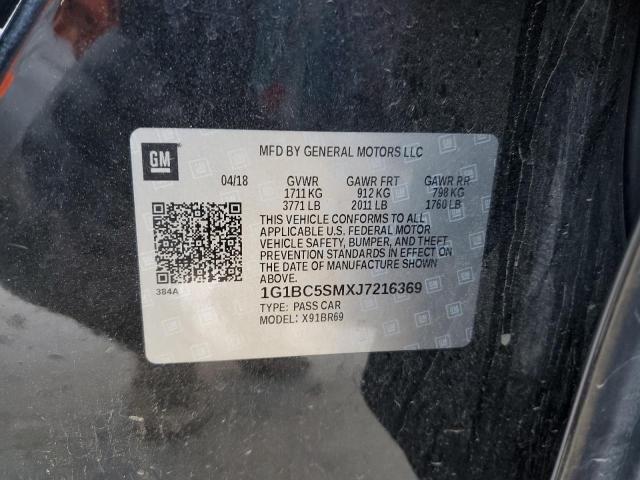 GM
MFD BY GENERAL MOTORS LLC
04/18 GVWR GAWR FRT GAWR RR
1711 KG 912 KG 798 KG
3771 LB 2011 LB 1760 LB
THIS VEHICLE CONFORMS TO ALL
APPLICABLE U.S. FEDERAL MOTOR
VEHICLE SAFETY, BUMPER, AND THEFT
PREVENTION STANDARDS IN EFFECT ON
THE DATE OF MANUFACTURE SHOWN
ABOVE.
384A
1G1BC5SMXJ7216369
TYPE: PASS CAR
MODEL: X91BR69